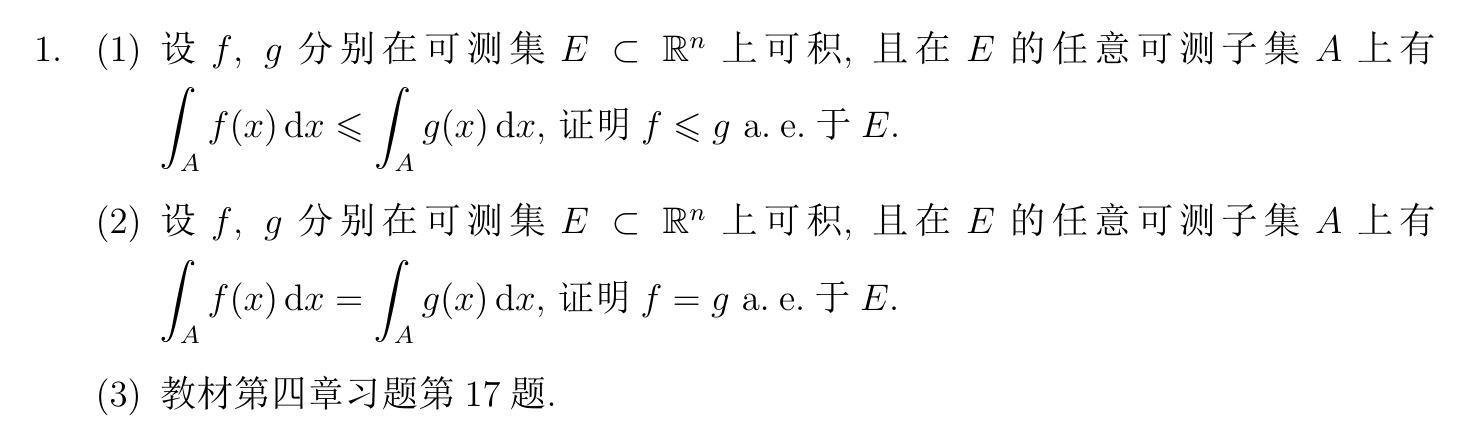 1. (1) 设 f, g 分别在可测集 E ⊂ ℝⁿ 上可积, 且在 E 的任意可测子集 A 上有
∫_A f(x) dx ⩽ ∫_A g(x) dx, 证明 f ⩽ g a. e. 于 E.
(2) 设 f, g 分别在可测集 E ⊂ ℝⁿ 上可积, 且在 E 的任意可测子集 A 上有
∫_A f(x) dx = ∫_A g(x) dx, 证明 f = g a. e. 于 E.
(3) 教材第四章习题第 17 题.